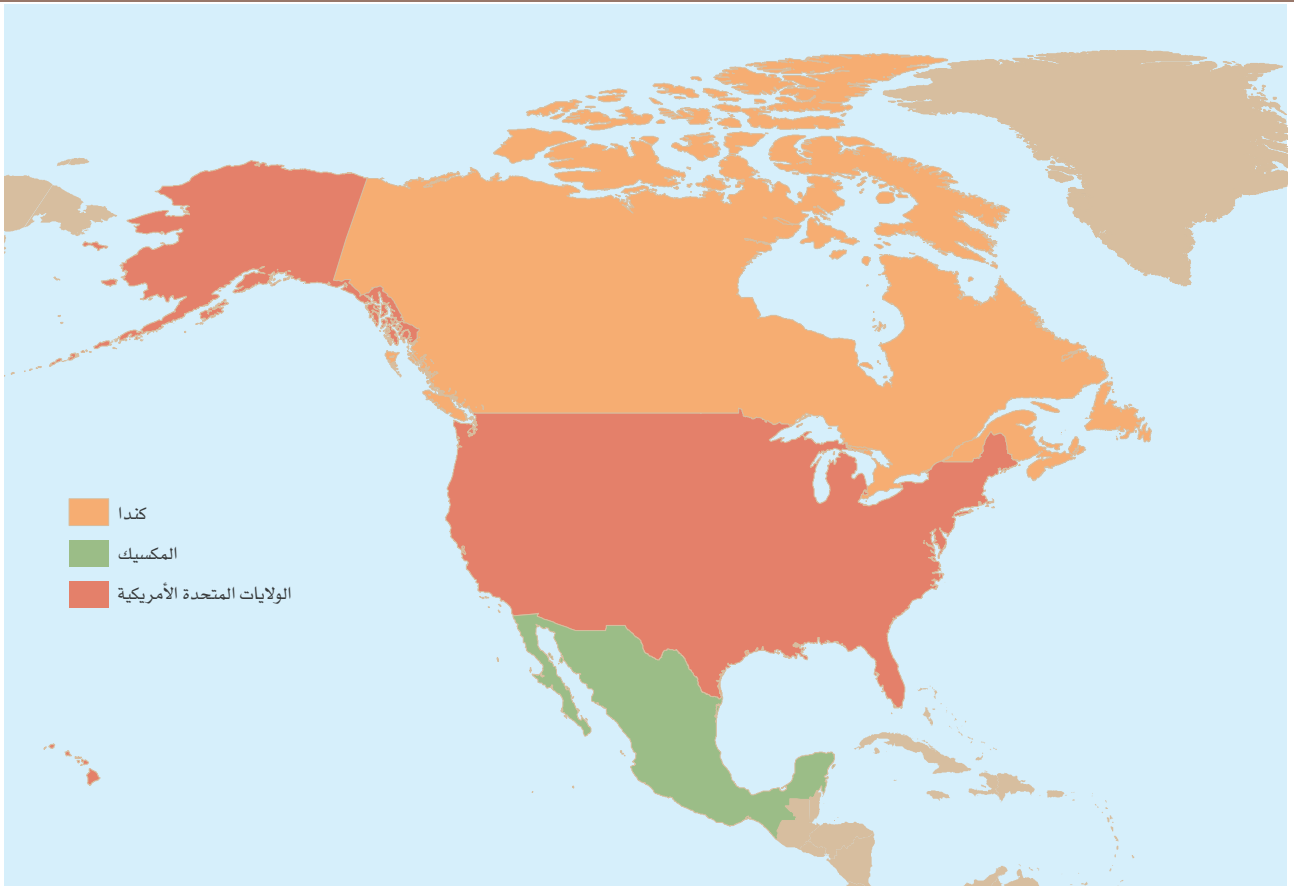 كندا
المكسيك
الولايات المتحدة الأمريكية